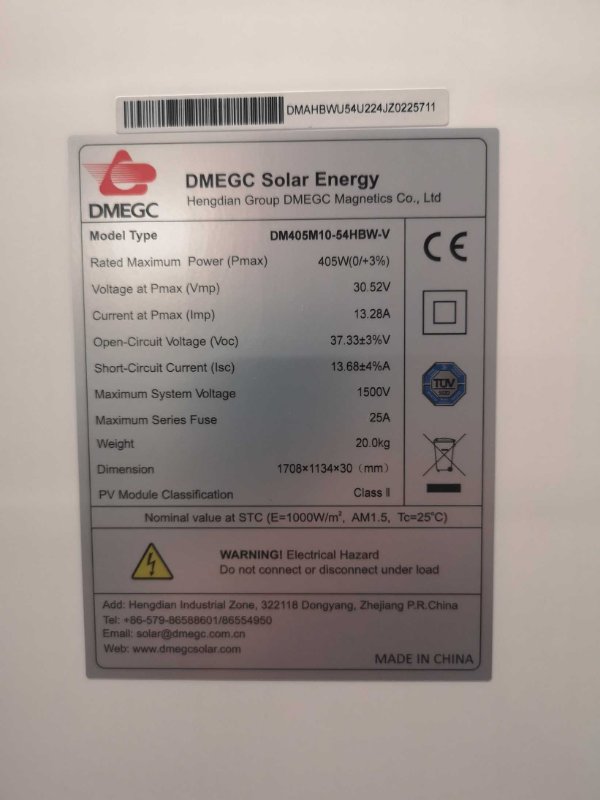 DMAHBWU54U224JZ0225711
DMEGC
DMEGC Solar Energy
Hengdian Group DMEGC Magnetics Co., Ltd
Model Type DM405M10-54HBW-V
Rated Maximum Power (Pmax) 405W(0/+3%)
Voltage at Pmax (Vmp) 30.52V
Current at Pmax (Imp) 13.28A
Open-Circuit Voltage (Voc) 37.33±3%V
Short-Circuit Current (Isc) 13.68±4%A
Maximum System Voltage 1500V
Maximum Series Fuse 25A
Weight 20.0kg
Dimension 1708×1134×30 (mm)
PV Module Classification Class Ⅱ
CE
TÜV
Nominal value at STC (E=1000W/m², AM1.5, Tc=25°C)
WARNING! Electrical Hazard
Do not connect or disconnect under load
Add: Hengdian Industrial Zone, 322118 Dongyang, Zhejiang P.R.China
Tel: +86-579-86588601/86554950
Email: solar@dmegc.com.cn
Web: www.dmegcsolar.com
MADE IN CHINA